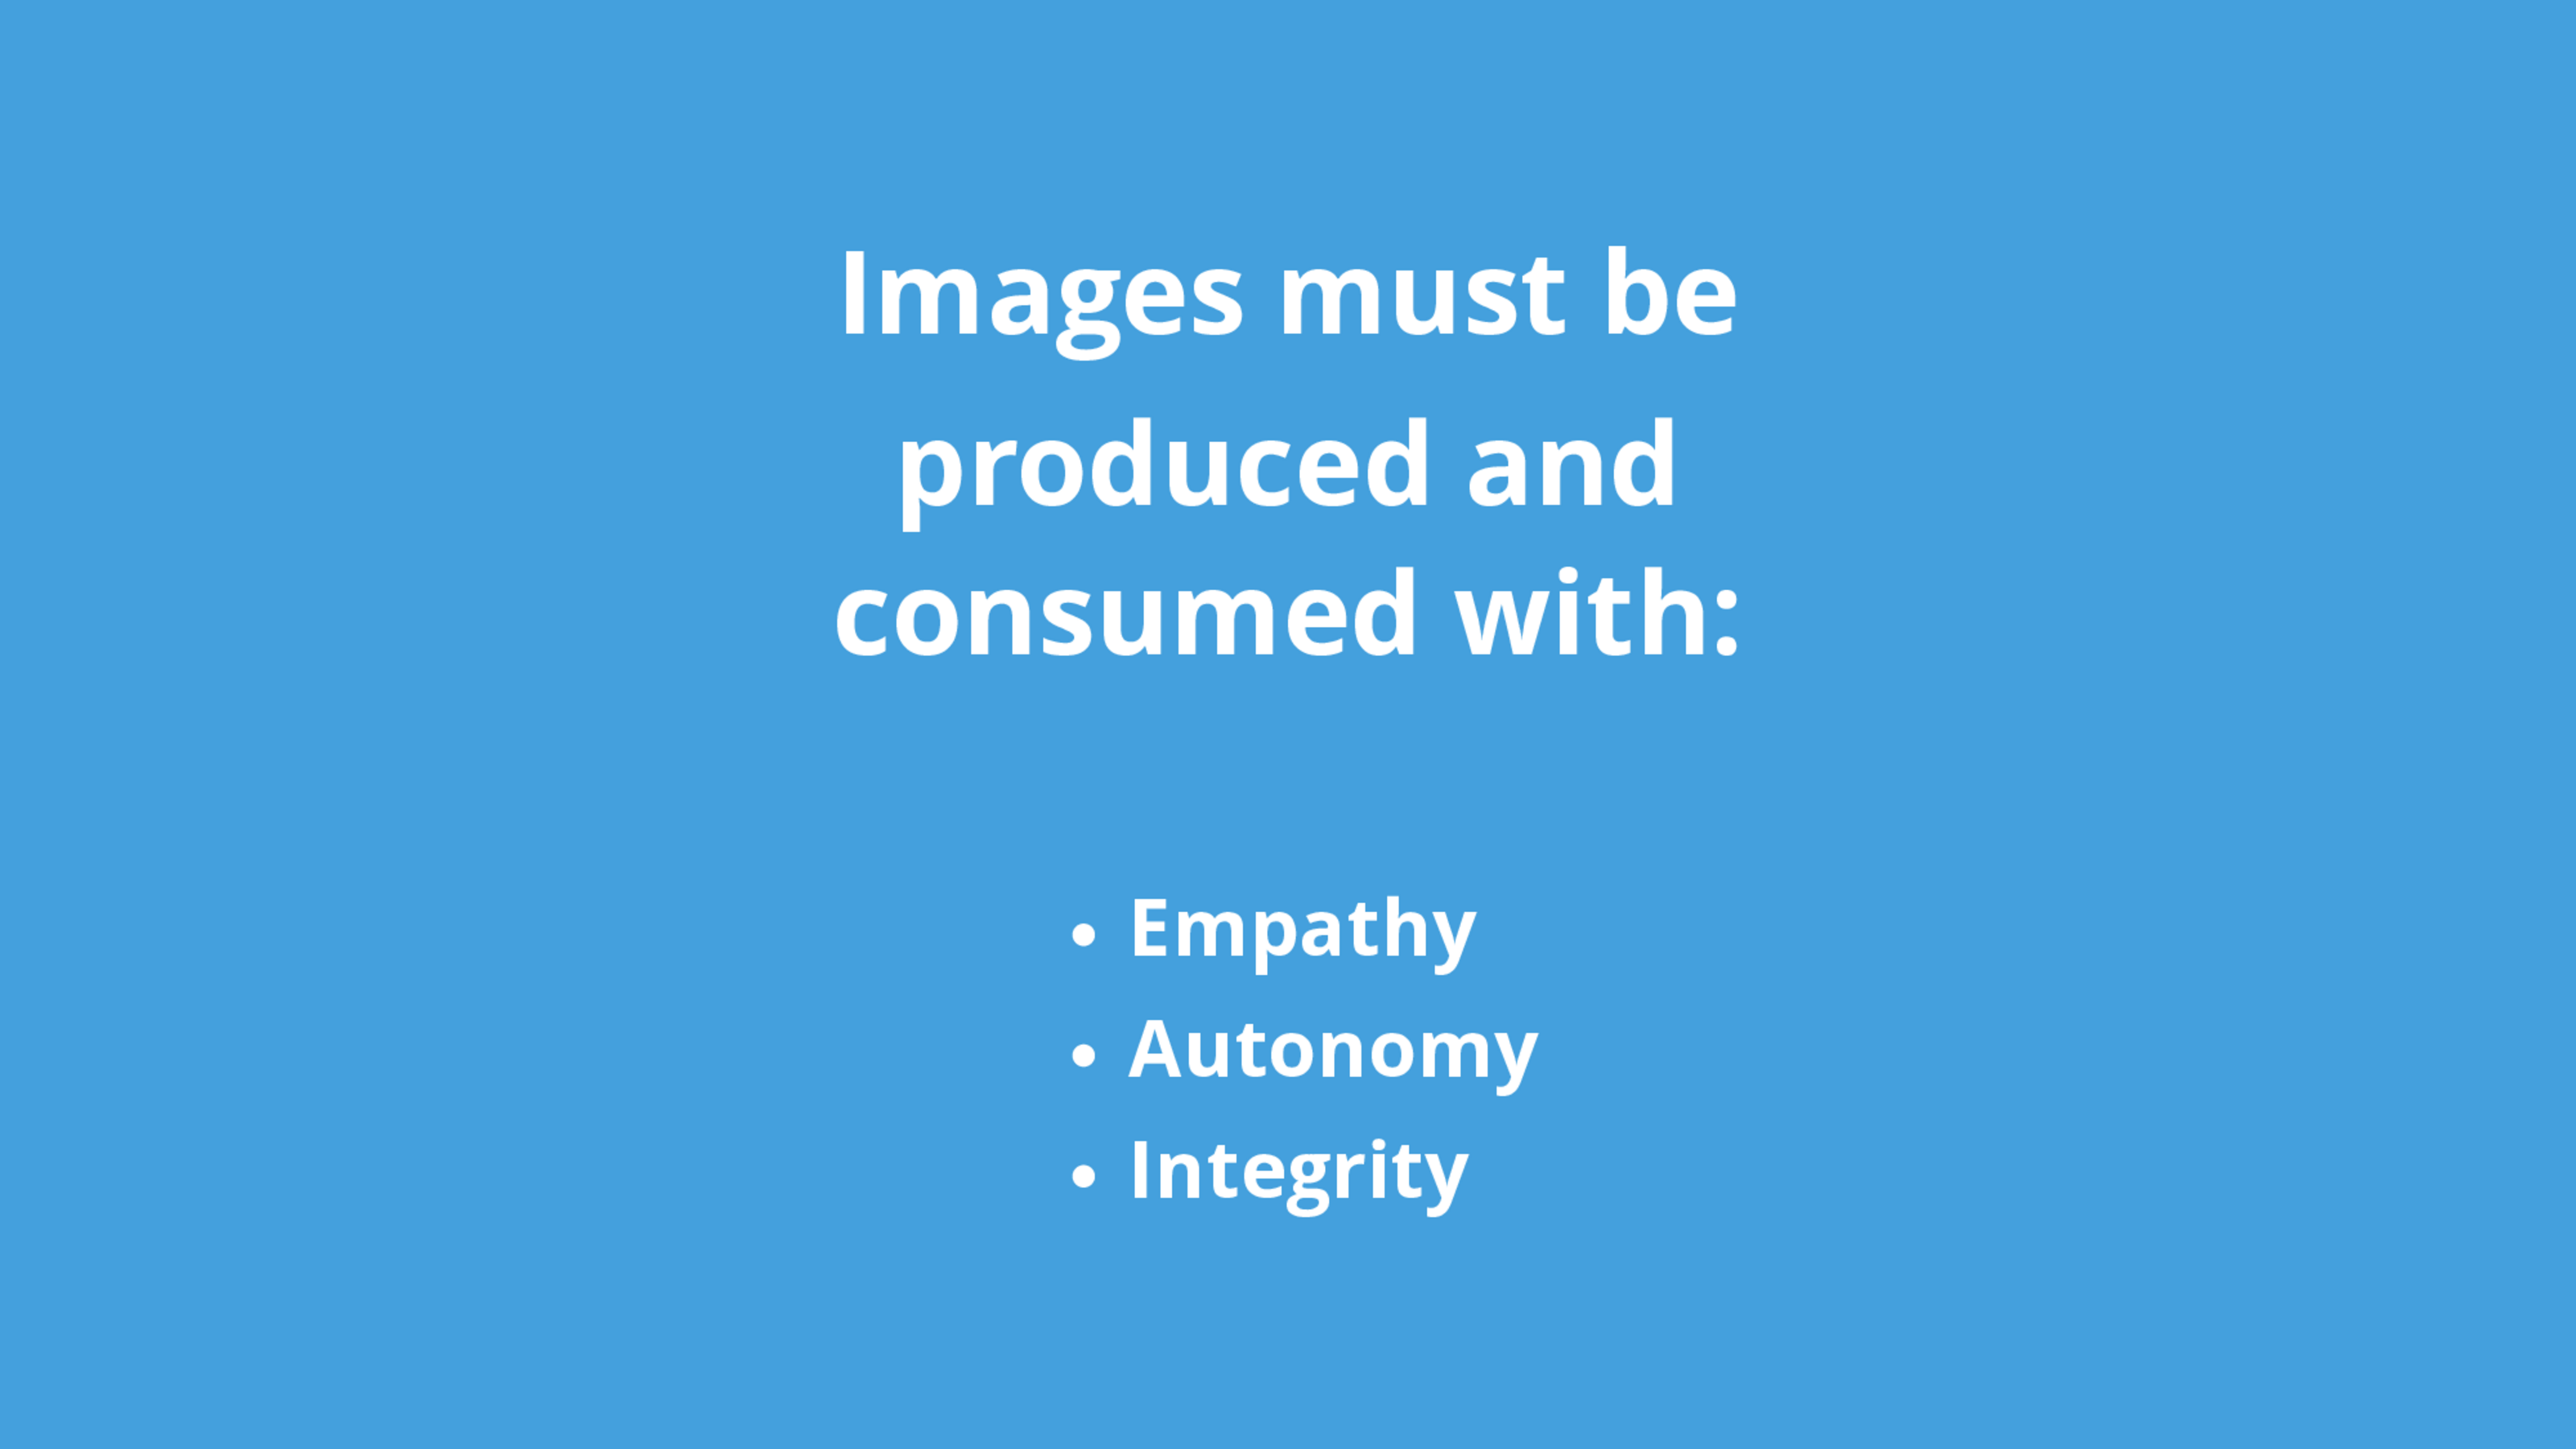 Images must be
produced and
consumed with:
• Empathy
• Autonomy
• Integrity